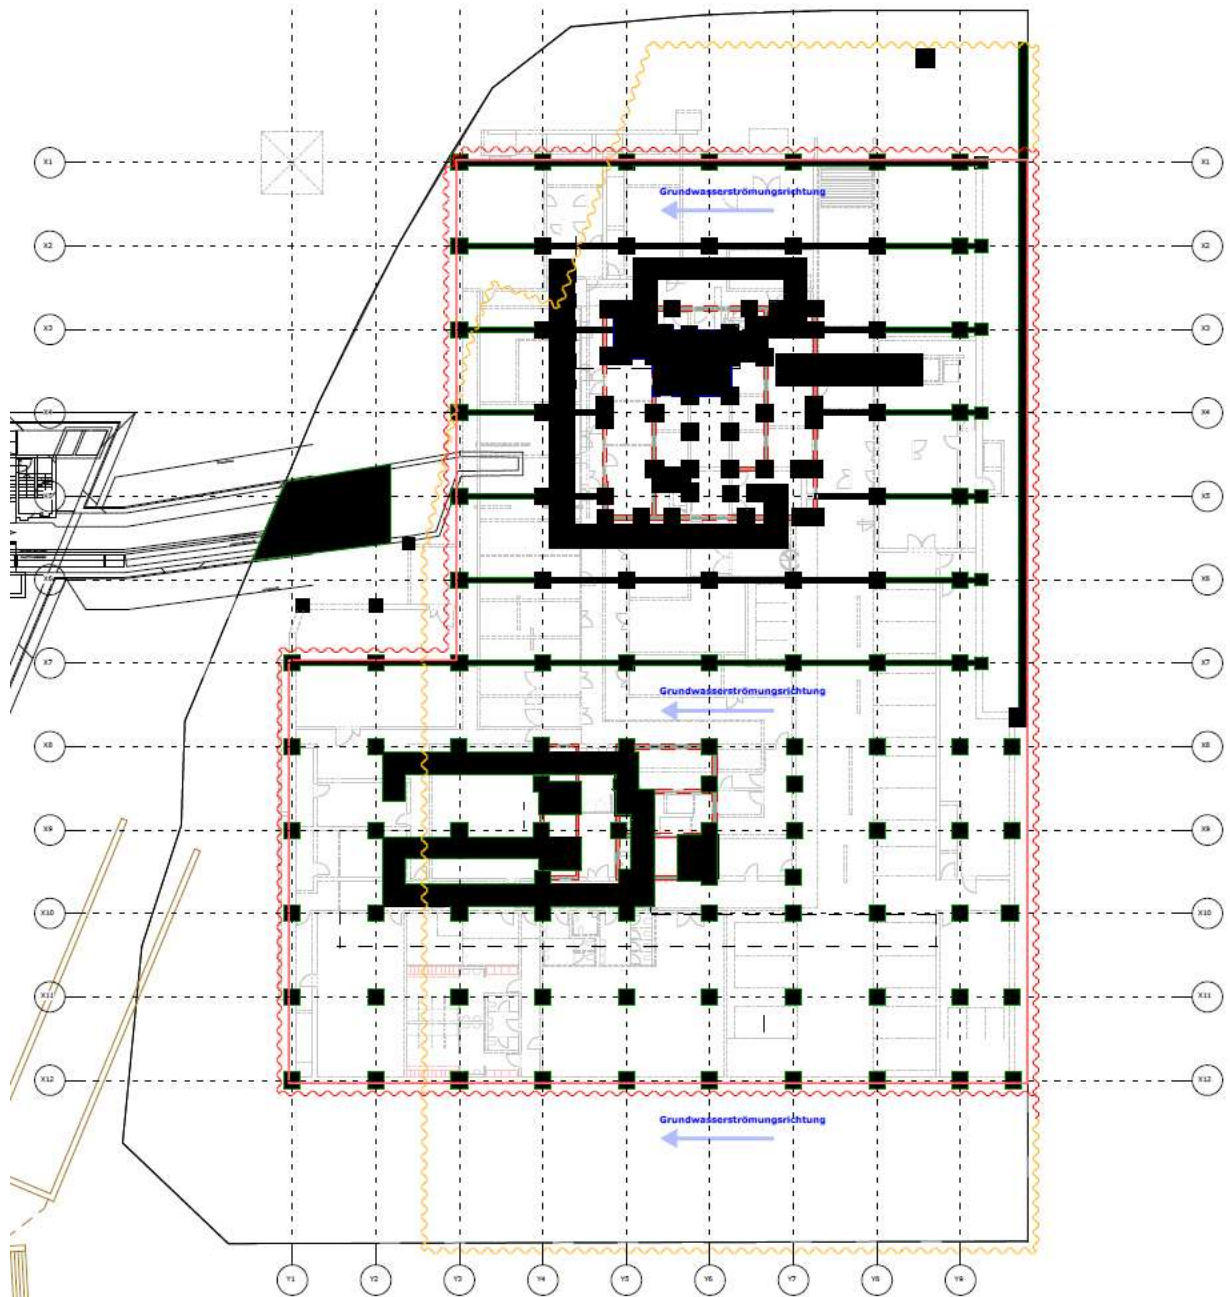 X1 X1
Grundwasserströmungsrichtung
X2 X2
X3 X3
X4 X4
X5 X5
X6 X6
X7 X7
Grundwasserströmungsrichtung
X8 X8
X9 X9
X10 X10
X11 X11
X12 X12
Grundwasserströmungsrichtung
Y1 Y2 Y3 Y4 Y5 Y6 Y7 Y8 Y9